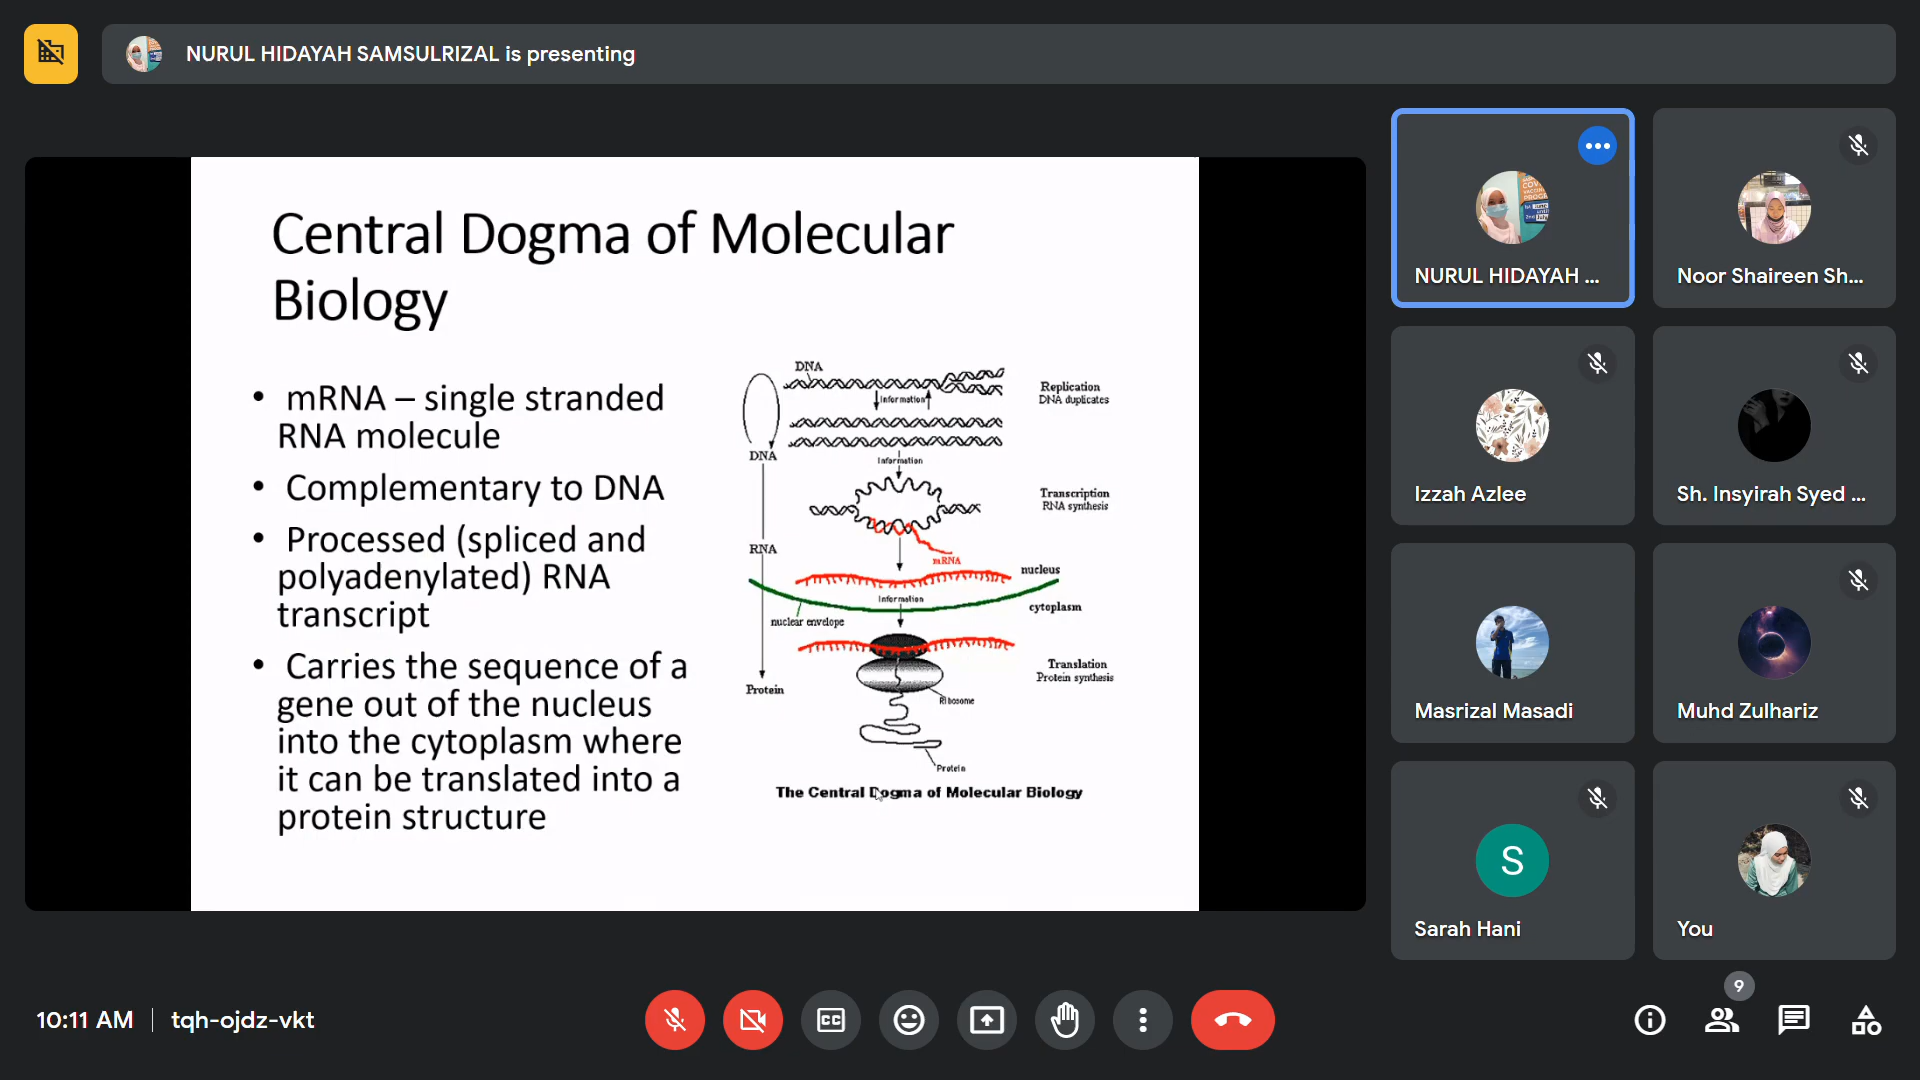 NURUL HIDAYAH SAMSULRIZAL is presenting
Central Dogma of Molecular
Biology
• mRNA – single stranded
RNA molecule
• Complementary to DNA
• Processed (spliced and
polyadenylated) RNA
transcript
• Carries the sequence of a
gene out of the nucleus
into the cytoplasm where
it can be translated into a
protein structure
DNA
Replication
DNA duplicates
Information
DNA
Information
Transcription
RNA synthesis
RNA
mRNA
nucleus
Information
cytoplasm
nuclear envelope
Translation
Protein synthesis
Protein
Ribosome
Protein
The Central Dogma of Molecular Biology
NURUL HIDAYAH ...
Noor Shaireen Sh...
Izzah Azlee
Sh. Insyirah Syed ...
Masrizal Masadi
Muhd Zulhariz
S
Sarah Hani
You
10:11 AM
tqh-ojdz-vkt
CC
9